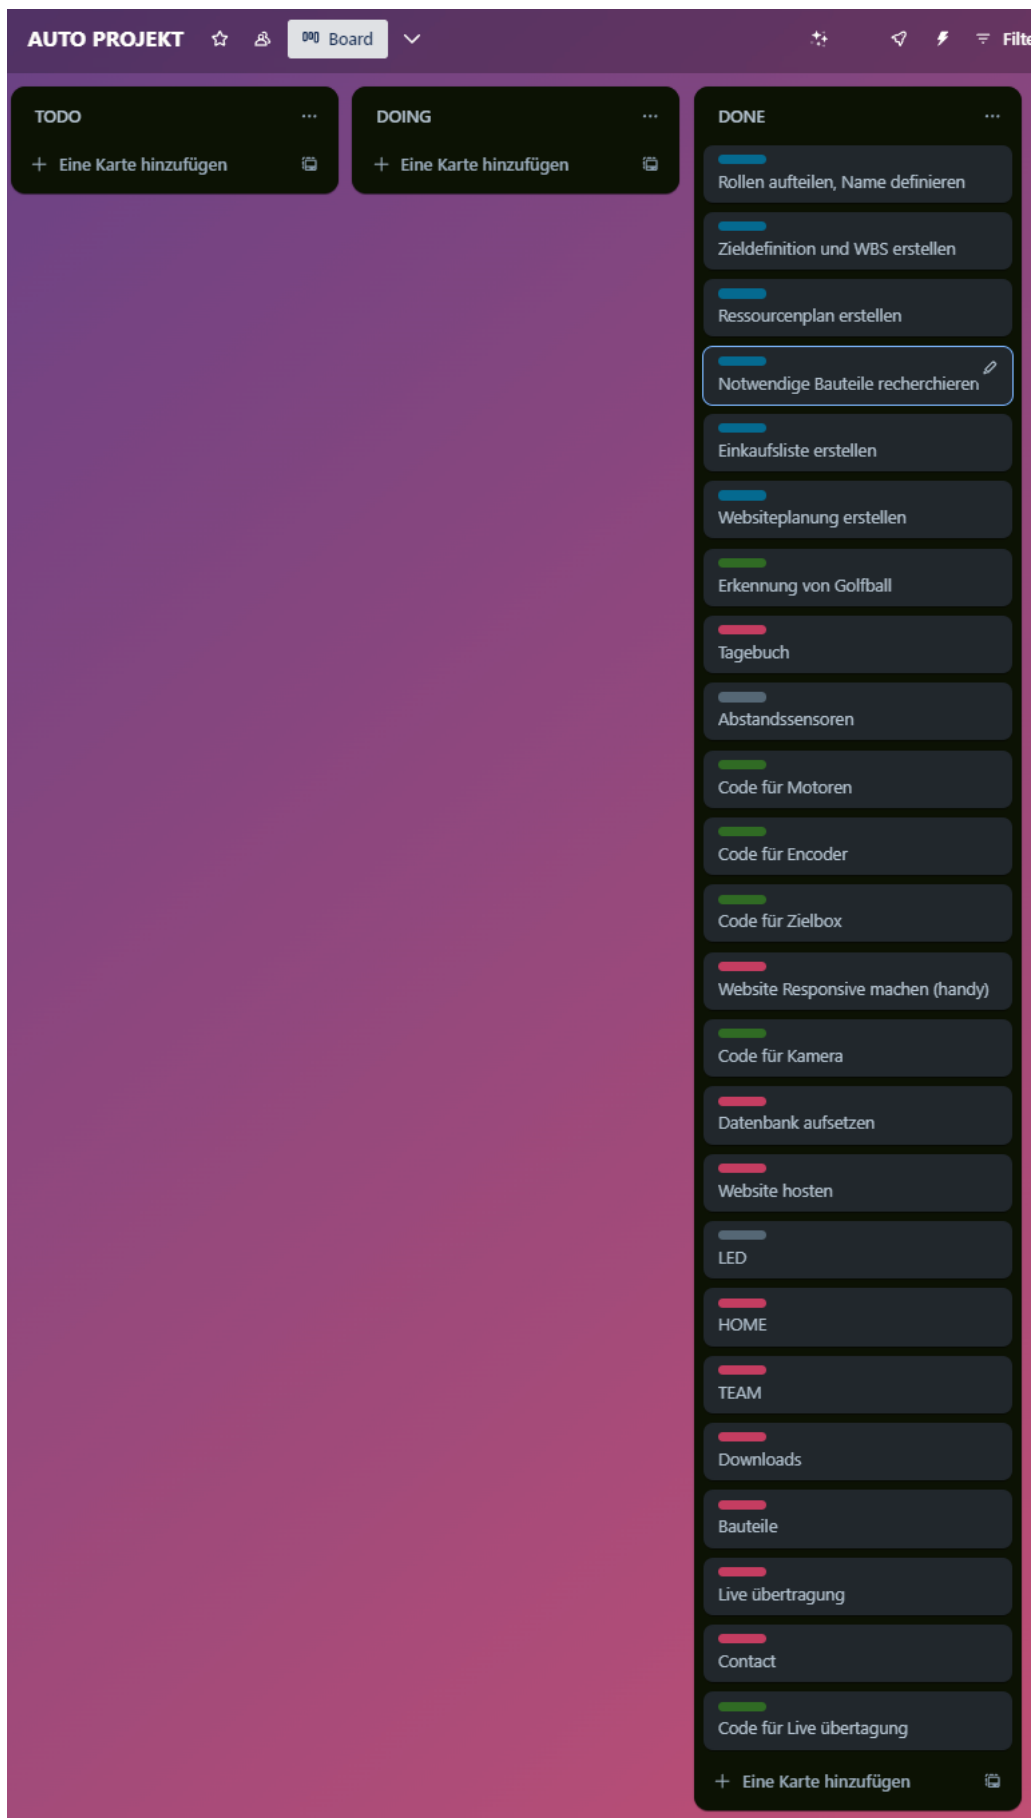 AUTO PROJEKT
Board
Filte
TODO
Eine Karte hinzufügen
DOING
Eine Karte hinzufügen
DONE
Rollen aufteilen, Name definieren
Zieldefinition und WBS erstellen
Ressourcenplan erstellen
Notwendige Bauteile recherchieren
Einkaufsliste erstellen
Websiteplanung erstellen
Erkennung von Golfball
Tagebuch
Abstandssensoren
Code für Motoren
Code für Encoder
Code für Zielbox
Website Responsive machen (handy)
Code für Kamera
Datenbank aufsetzen
Website hosten
LED
HOME
TEAM
Downloads
Bauteile
Live übertragung
Contact
Code für Live übertagung
Eine Karte hinzufügen